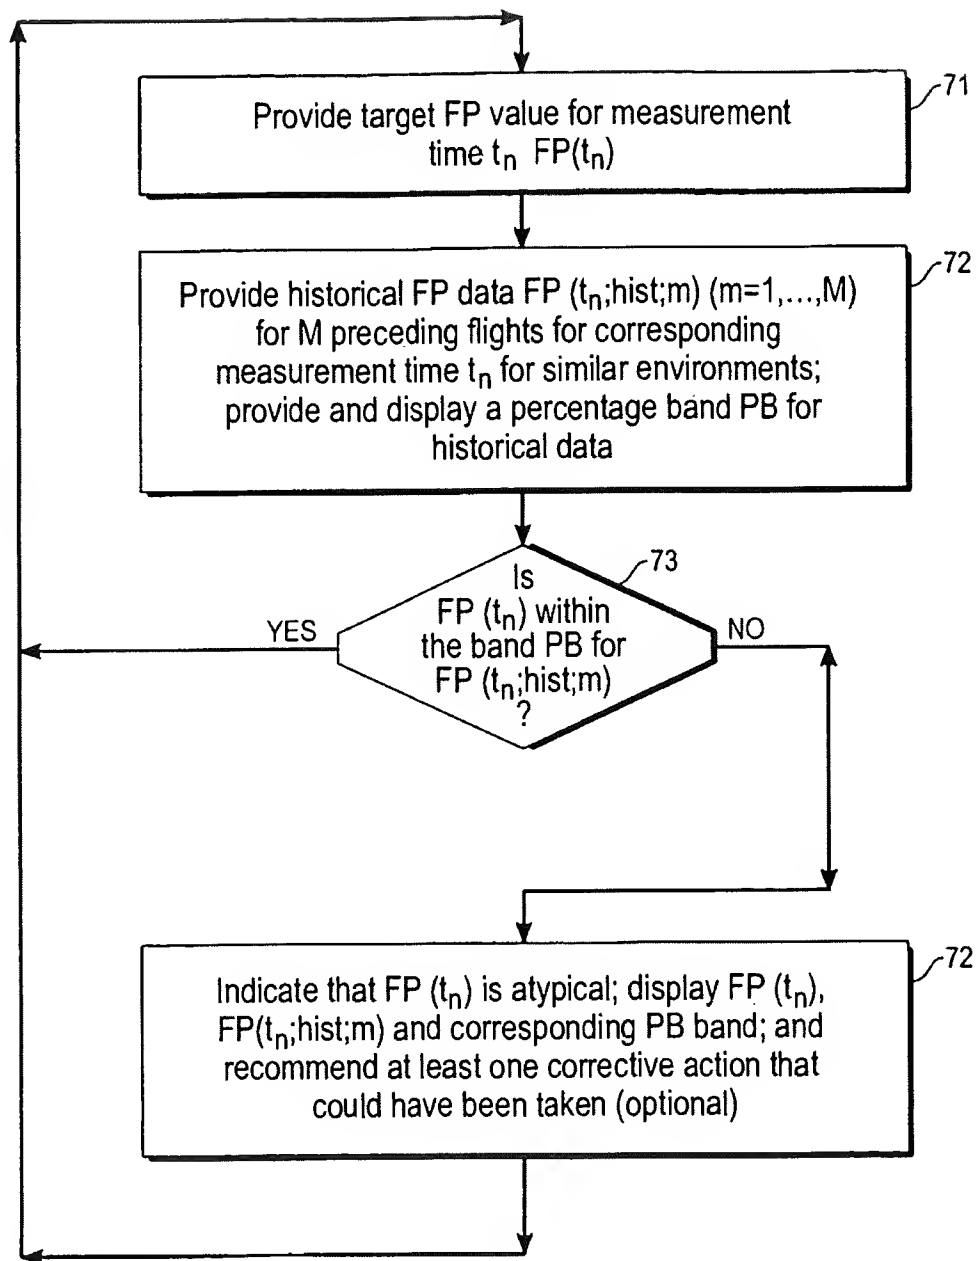 71
Provide target FP value for measurement
time tn FP(tn)
72
Provide historical FP data FP (tn;hist;m) (m=1,...,M)
for M preceding flights for corresponding
measurement time tn for similar environments;
provide and display a percentage band PB for
historical data
73
Is
FP (tn) within
the band PB for
FP (tn;hist;m)
?
YES
NO
72
Indicate that FP (tn) is atypical; display FP (tn),
FP(tn;hist;m) and corresponding PB band; and
recommend at least one corrective action that
could have been taken (optional)